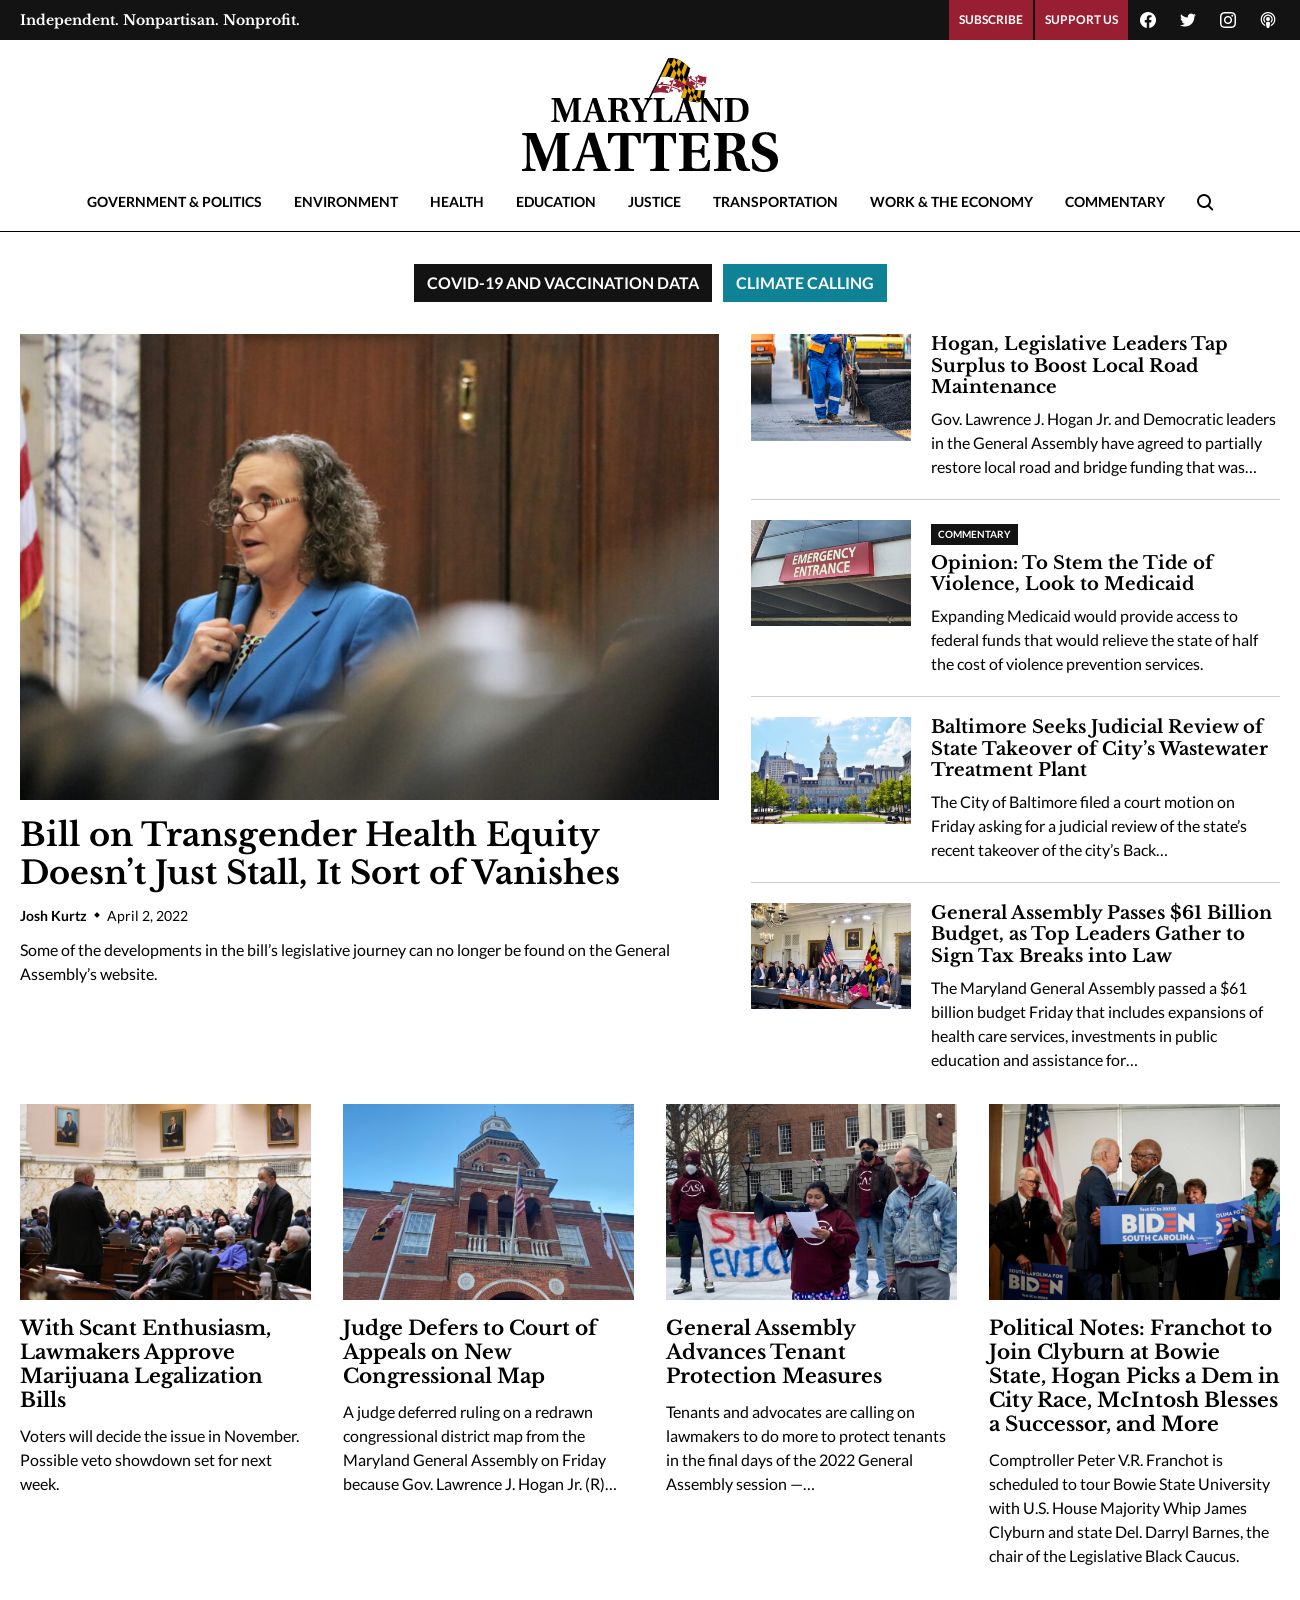 Independent. Nonpartisan. Nonprofit.
SUBSCRIBE
SUPPORT US
MARYLAND
MATTERS
GOVERNMENT & POLITICS
ENVIRONMENT
HEALTH
EDUCATION
JUSTICE
TRANSPORTATION
WORK & THE ECONOMY
COMMENTARY
COVID-19 AND VACCINATION DATA
CLIMATE CALLING
Bill on Transgender Health Equity
Doesn’t Just Stall, It Sort of Vanishes
Josh Kurtz ◆ April 2, 2022
Some of the developments in the bill’s legislative journey can no longer be found on the General
Assembly’s website.
Hogan, Legislative Leaders Tap
Surplus to Boost Local Road
Maintenance
Gov. Lawrence J. Hogan Jr. and Democratic leaders
in the General Assembly have agreed to partially
restore local road and bridge funding that was…
EMERGENCY
ENTRANCE
COMMENTARY
Opinion: To Stem the Tide of
Violence, Look to Medicaid
Expanding Medicaid would provide access to
federal funds that would relieve the state of half
the cost of violence prevention services.
Baltimore Seeks Judicial Review of
State Takeover of City’s Wastewater
Treatment Plant
The City of Baltimore filed a court motion on
Friday asking for a judicial review of the state’s
recent takeover of the city’s Back…
General Assembly Passes $61 Billion
Budget, as Top Leaders Gather to
Sign Tax Breaks into Law
The Maryland General Assembly passed a $61
billion budget Friday that includes expansions of
health care services, investments in public
education and assistance for…
With Scant Enthusiasm,
Lawmakers Approve
Marijuana Legalization
Bills
Voters will decide the issue in November.
Possible veto showdown set for next
week.
Judge Defers to Court of
Appeals on New
Congressional Map
A judge deferred ruling on a redrawn
congressional district map from the
Maryland General Assembly on Friday
because Gov. Lawrence J. Hogan Jr. (R)…
CASA
EVIC
General Assembly
Advances Tenant
Protection Measures
Tenants and advocates are calling on
lawmakers to do more to protect tenants
in the final days of the 2022 General
Assembly session —…
Text SC to 30330
BIDEN
SOUTH CAROLINA
SOUTH CAROLINA FOR
BIDEN
Political Notes: Franchot to
Join Clyburn at Bowie
State, Hogan Picks a Dem in
City Race, McIntosh Blesses
a Successor, and More
Comptroller Peter V.R. Franchot is
scheduled to tour Bowie State University
with U.S. House Majority Whip James
Clyburn and state Del. Darryl Barnes, the
chair of the Legislative Black Caucus.